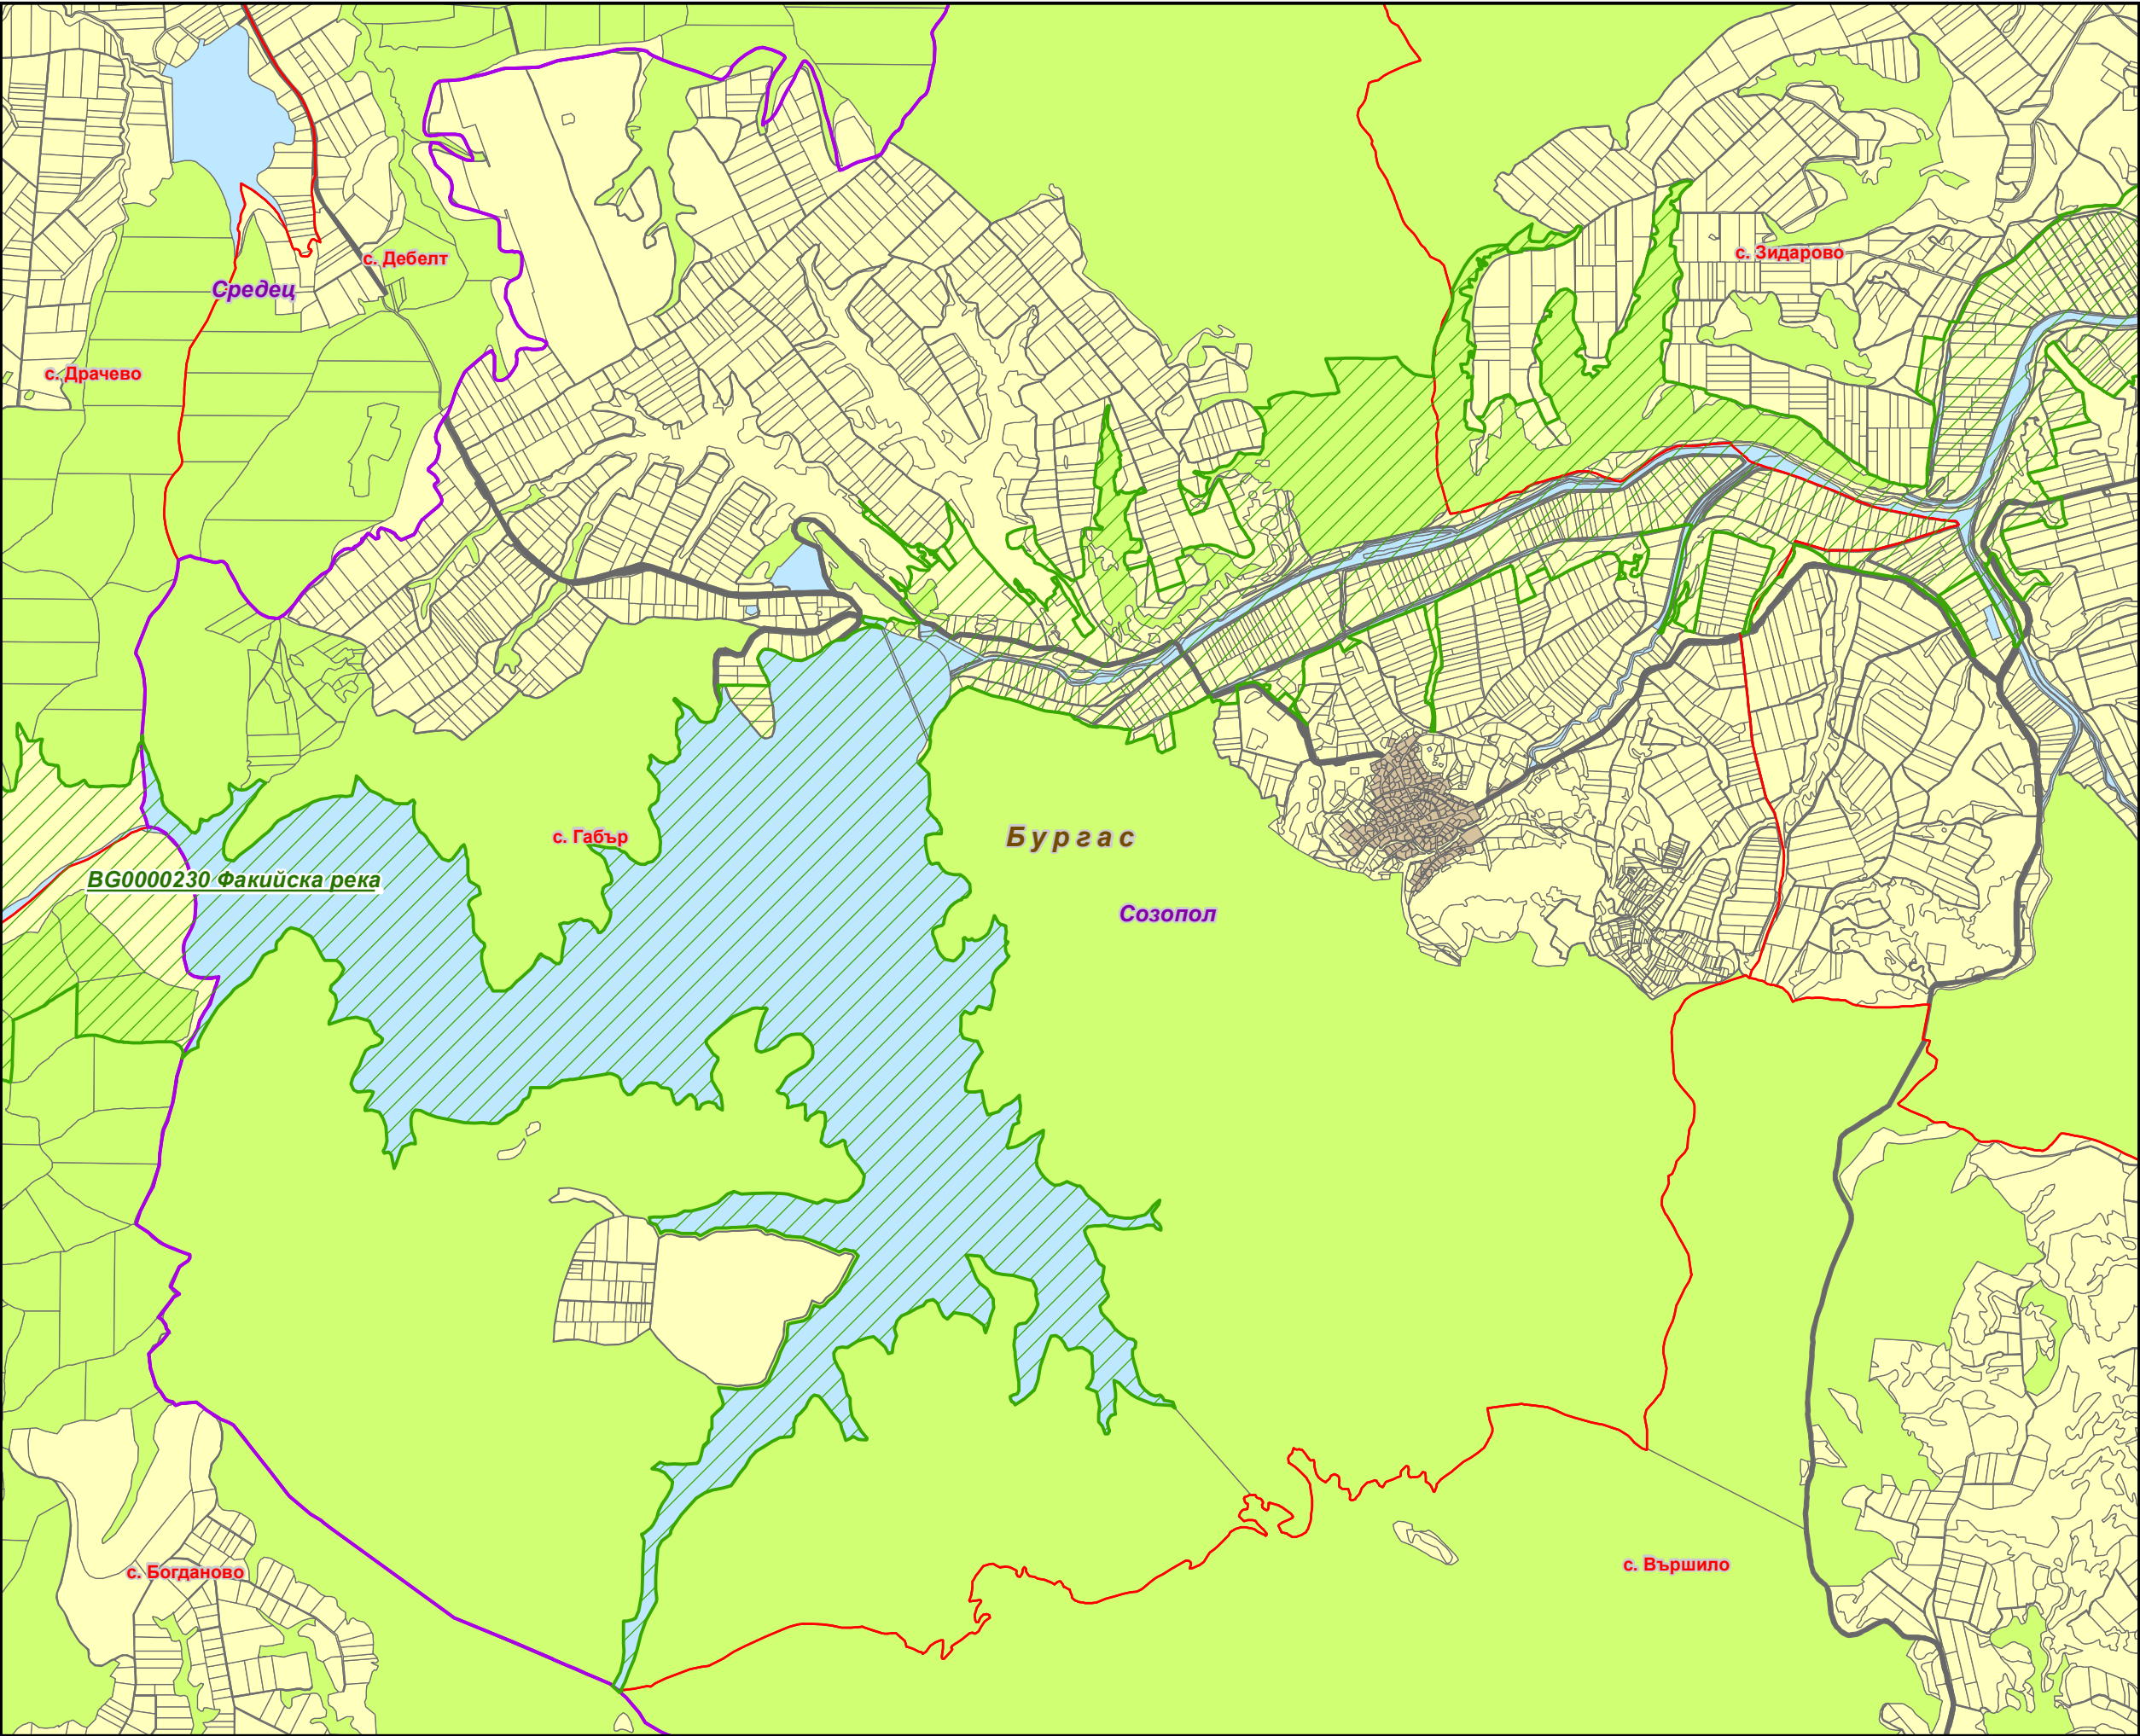 с. Зидарово
с. Дебелт
Средец
с. Драчево
с. Габър
Бургас
BG0000230 Факийска река
Созопол
с. Вършило
с. Богданово